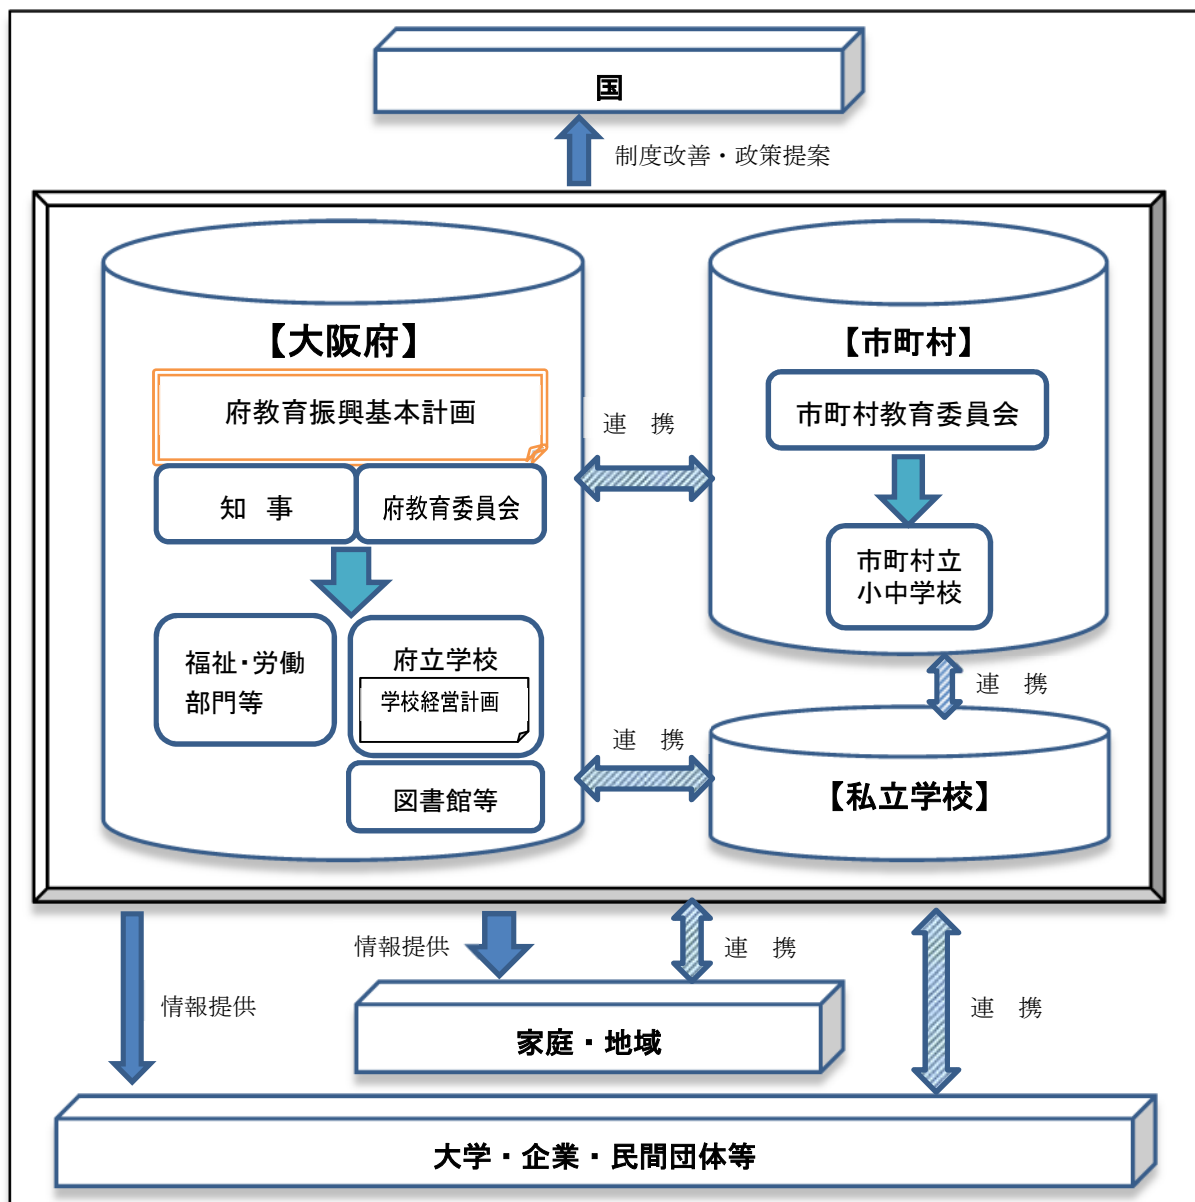 国
制度改善・政策提案
【大阪府】
府教育振興基本計画
知　事
府教育委員会
福祉・労働
部門等
府立学校
学校経営計画
図書館等
連　携
【市町村】
市町村教育委員会
市町村立
小中学校
連　携
連　携
【私立学校】
情報提供
連　携
情報提供
連　携
家庭・地域
大学・企業・民間団体等